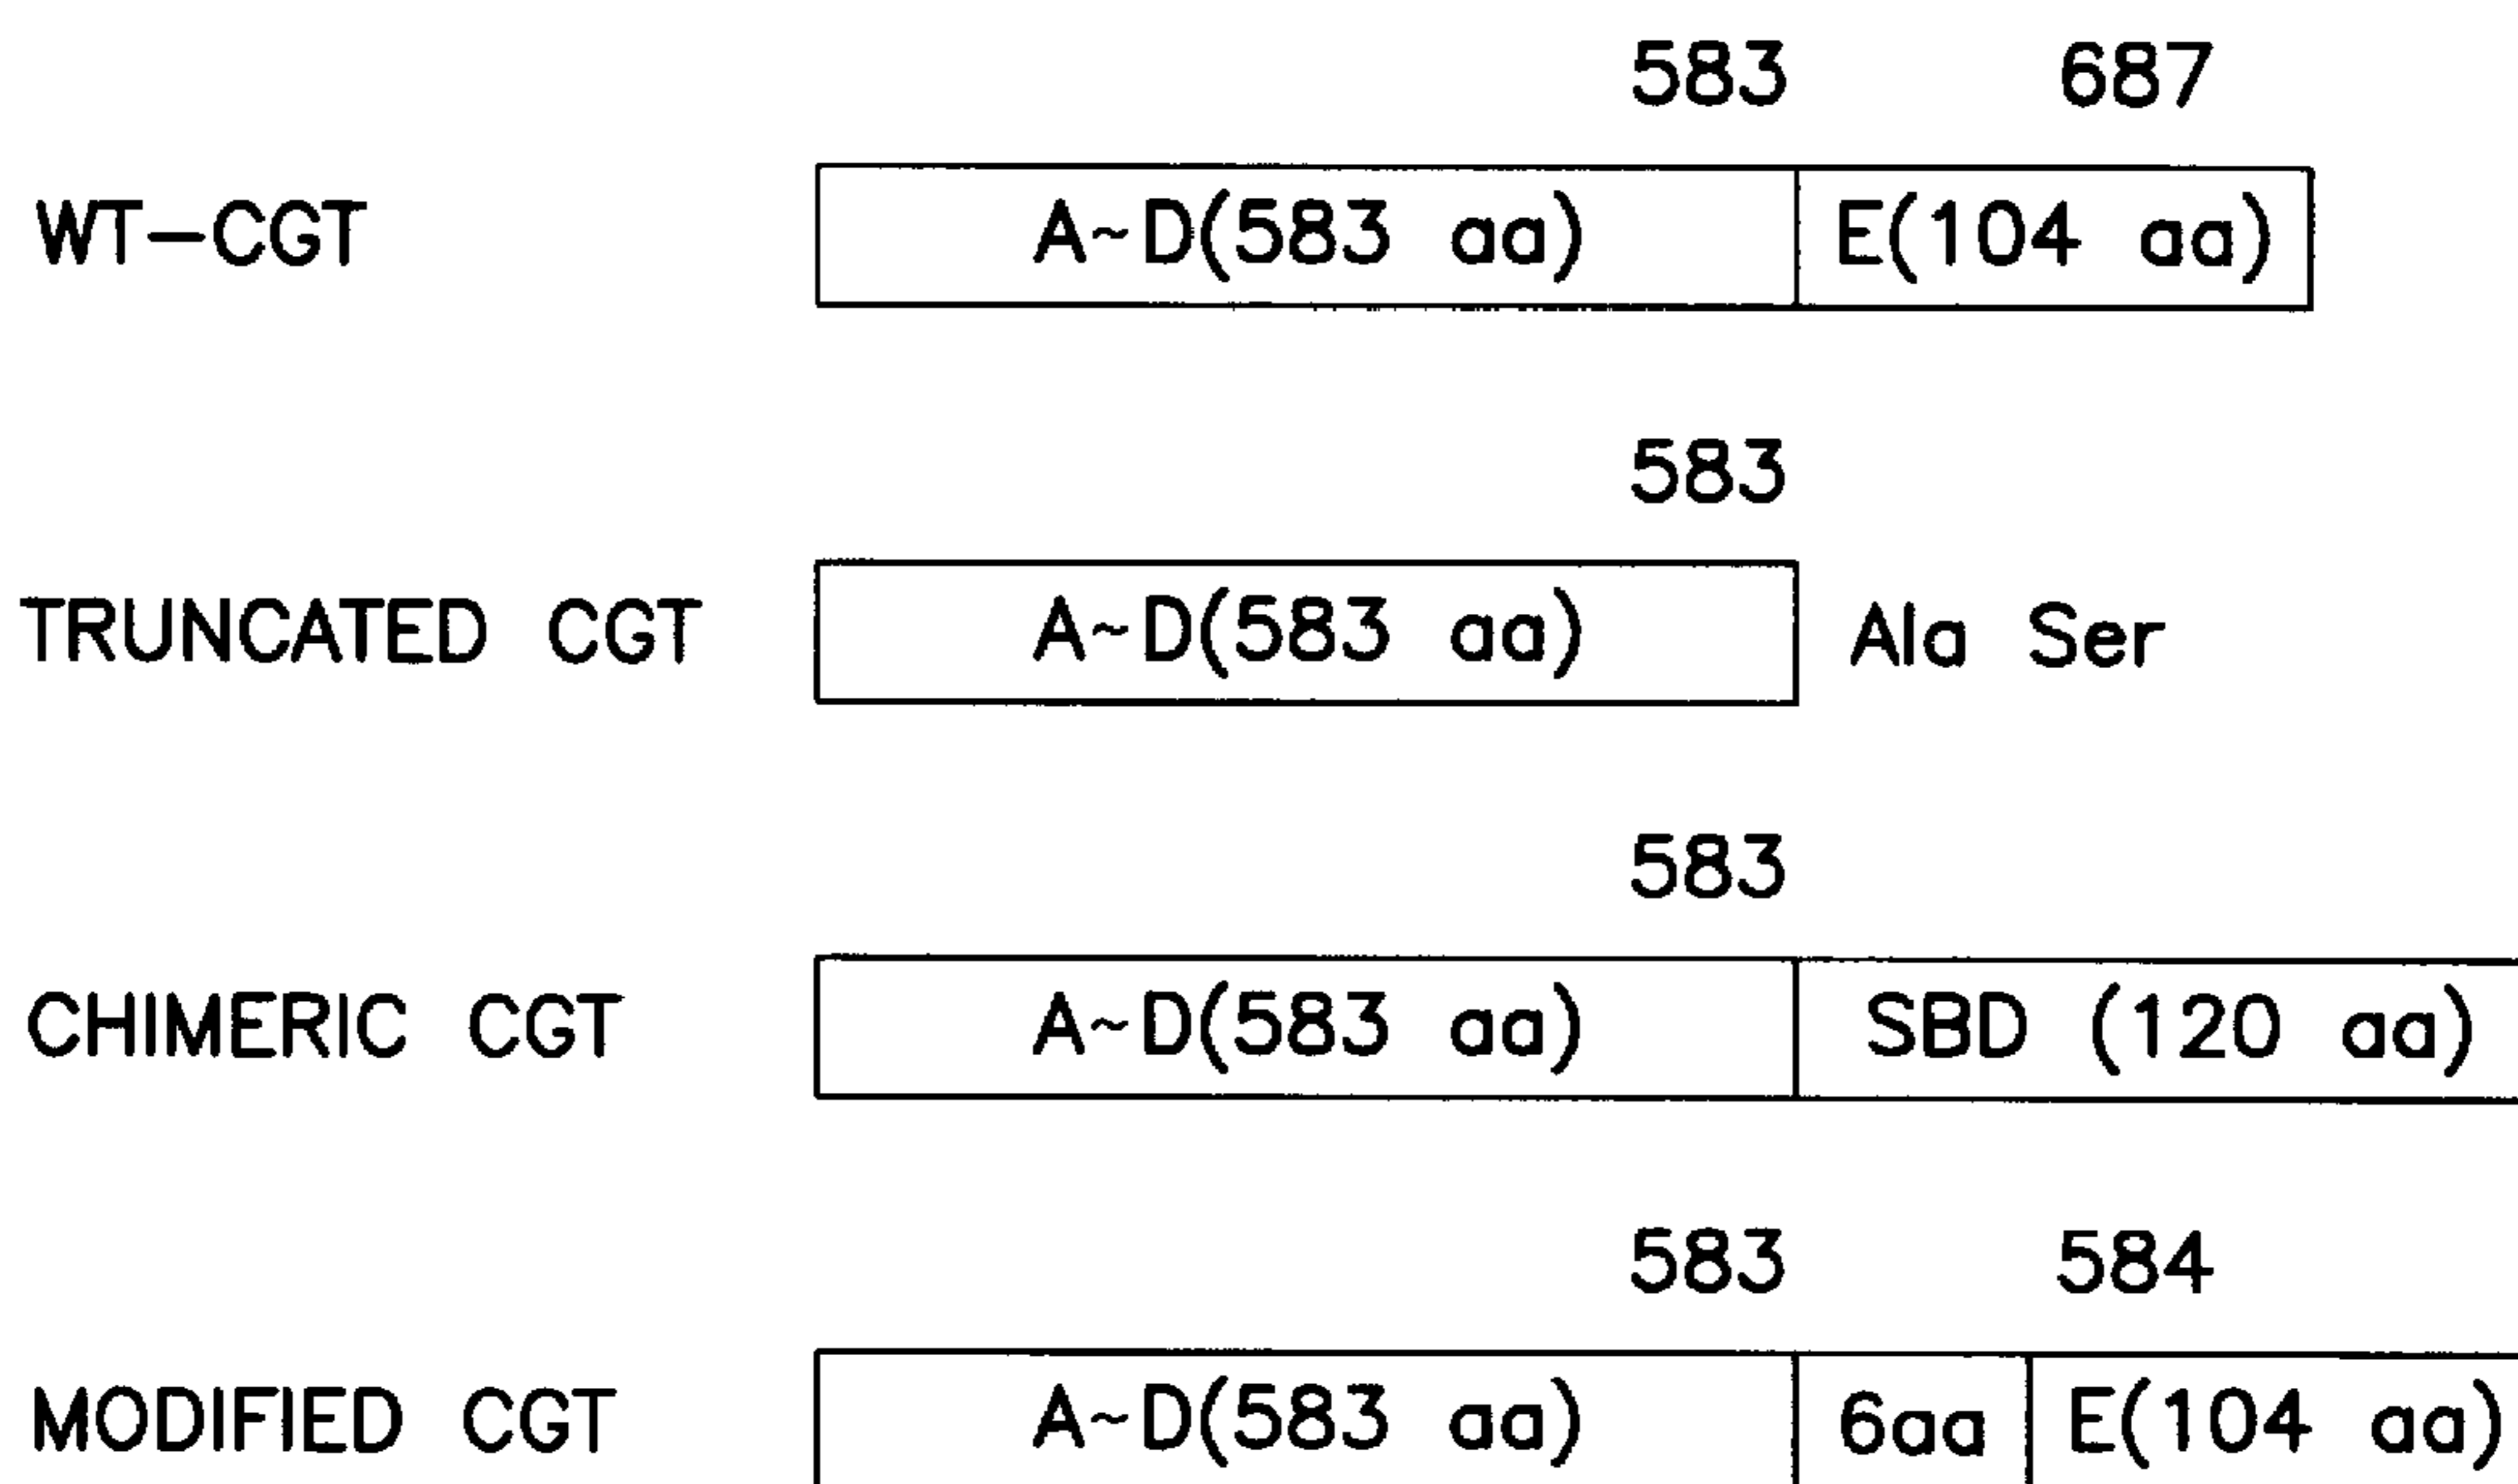 583 687
WT-CGT A~D(583 aa) E(104 aa)
583
TRUNCATED CGT A~D(583 aa) Ala Ser
583
CHIMERIC CGT A~D(583 aa) SBD (120 aa)
583 584
MODIFIED CGT A~D(583 aa) 6aa E(104 aa)